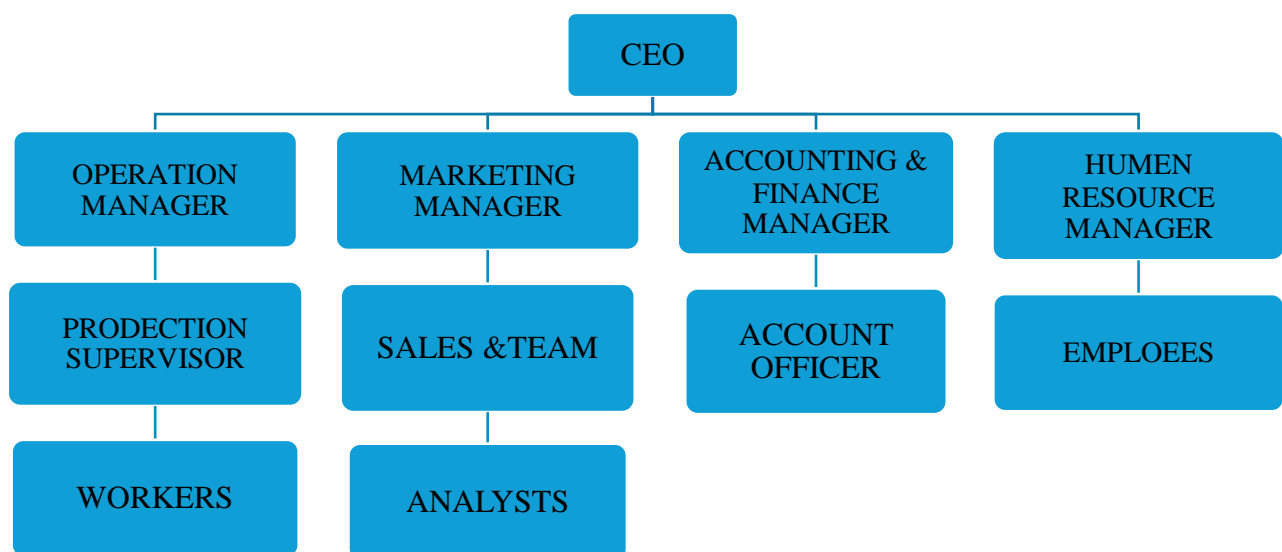 CEO
OPERATION
MANAGER
MARKETING
MANAGER
ACCOUNTING &
FINANCE
MANAGER
HUMEN
RESOURCE
MANAGER
PRODECTION
SUPERVISOR
SALES &TEAM
ACCOUNT
OFFICER
EMPLOEES
WORKERS
ANALYSTS